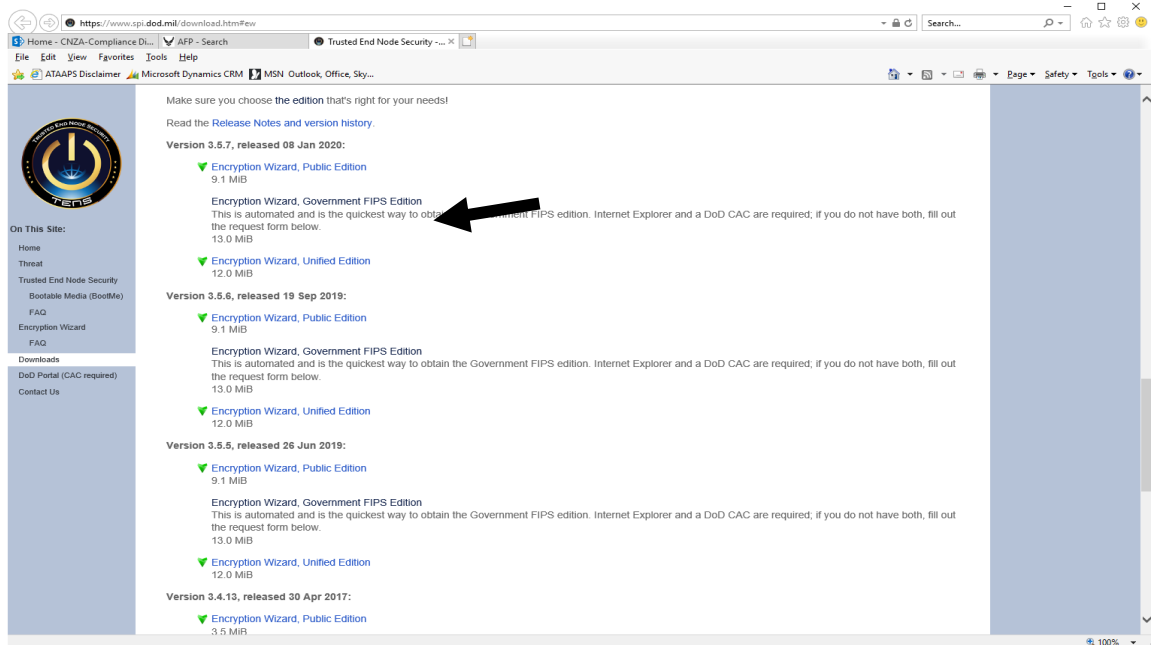 https://www.spi.dod.mil/download.htm#ew
Search...
Home - CNZA-Compliance Di...
AFP - Search
Trusted End Node Security -...
File Edit View Favorites Tools Help
ATAAPS Disclaimer
Microsoft Dynamics CRM
MSN Outlook, Office, Sky...
Page Safety Tools
TRUSTED END NODE SECURITY
TENS
On This Site:
Home
Threat
Trusted End Node Security
Bootable Media (BootMe)
FAQ
Encryption Wizard
FAQ
Downloads
DoD Portal (CAC required)
Contact Us
Make sure you choose the edition that's right for your needs!
Read the Release Notes and version history.
Version 3.5.7, released 08 Jan 2020:
Encryption Wizard, Public Edition
9.1 MiB
Encryption Wizard, Government FIPS Edition
This is automated and is the quickest way to FIPS edition. Internet Explorer and a DoD CAC are required; if you do not have both, fill out
the request form below.
13.0 MiB
Encryption Wizard, Unified Edition
12.0 MiB
Version 3.5.6, released 19 Sep 2019:
Encryption Wizard, Public Edition
9.1 MiB
Encryption Wizard, Government FIPS Edition
This is automated and is the quickest way to obtain the Government FIPS edition. Internet Explorer and a DoD CAC are required; if you do not have both, fill out
the request form below.
13.0 MiB
Encryption Wizard, Unified Edition
12.0 MiB
Version 3.5.5, released 26 Jun 2019:
Encryption Wizard, Public Edition
9.1 MiB
Encryption Wizard, Government FIPS Edition
This is automated and is the quickest way to obtain the Government FIPS edition. Internet Explorer and a DoD CAC are required; if you do not have both, fill out
the request form below.
13.0 MiB
Encryption Wizard, Unified Edition
12.0 MiB
Version 3.4.13, released 30 Apr 2017:
Encryption Wizard, Public Edition
3.5 MiB
100%